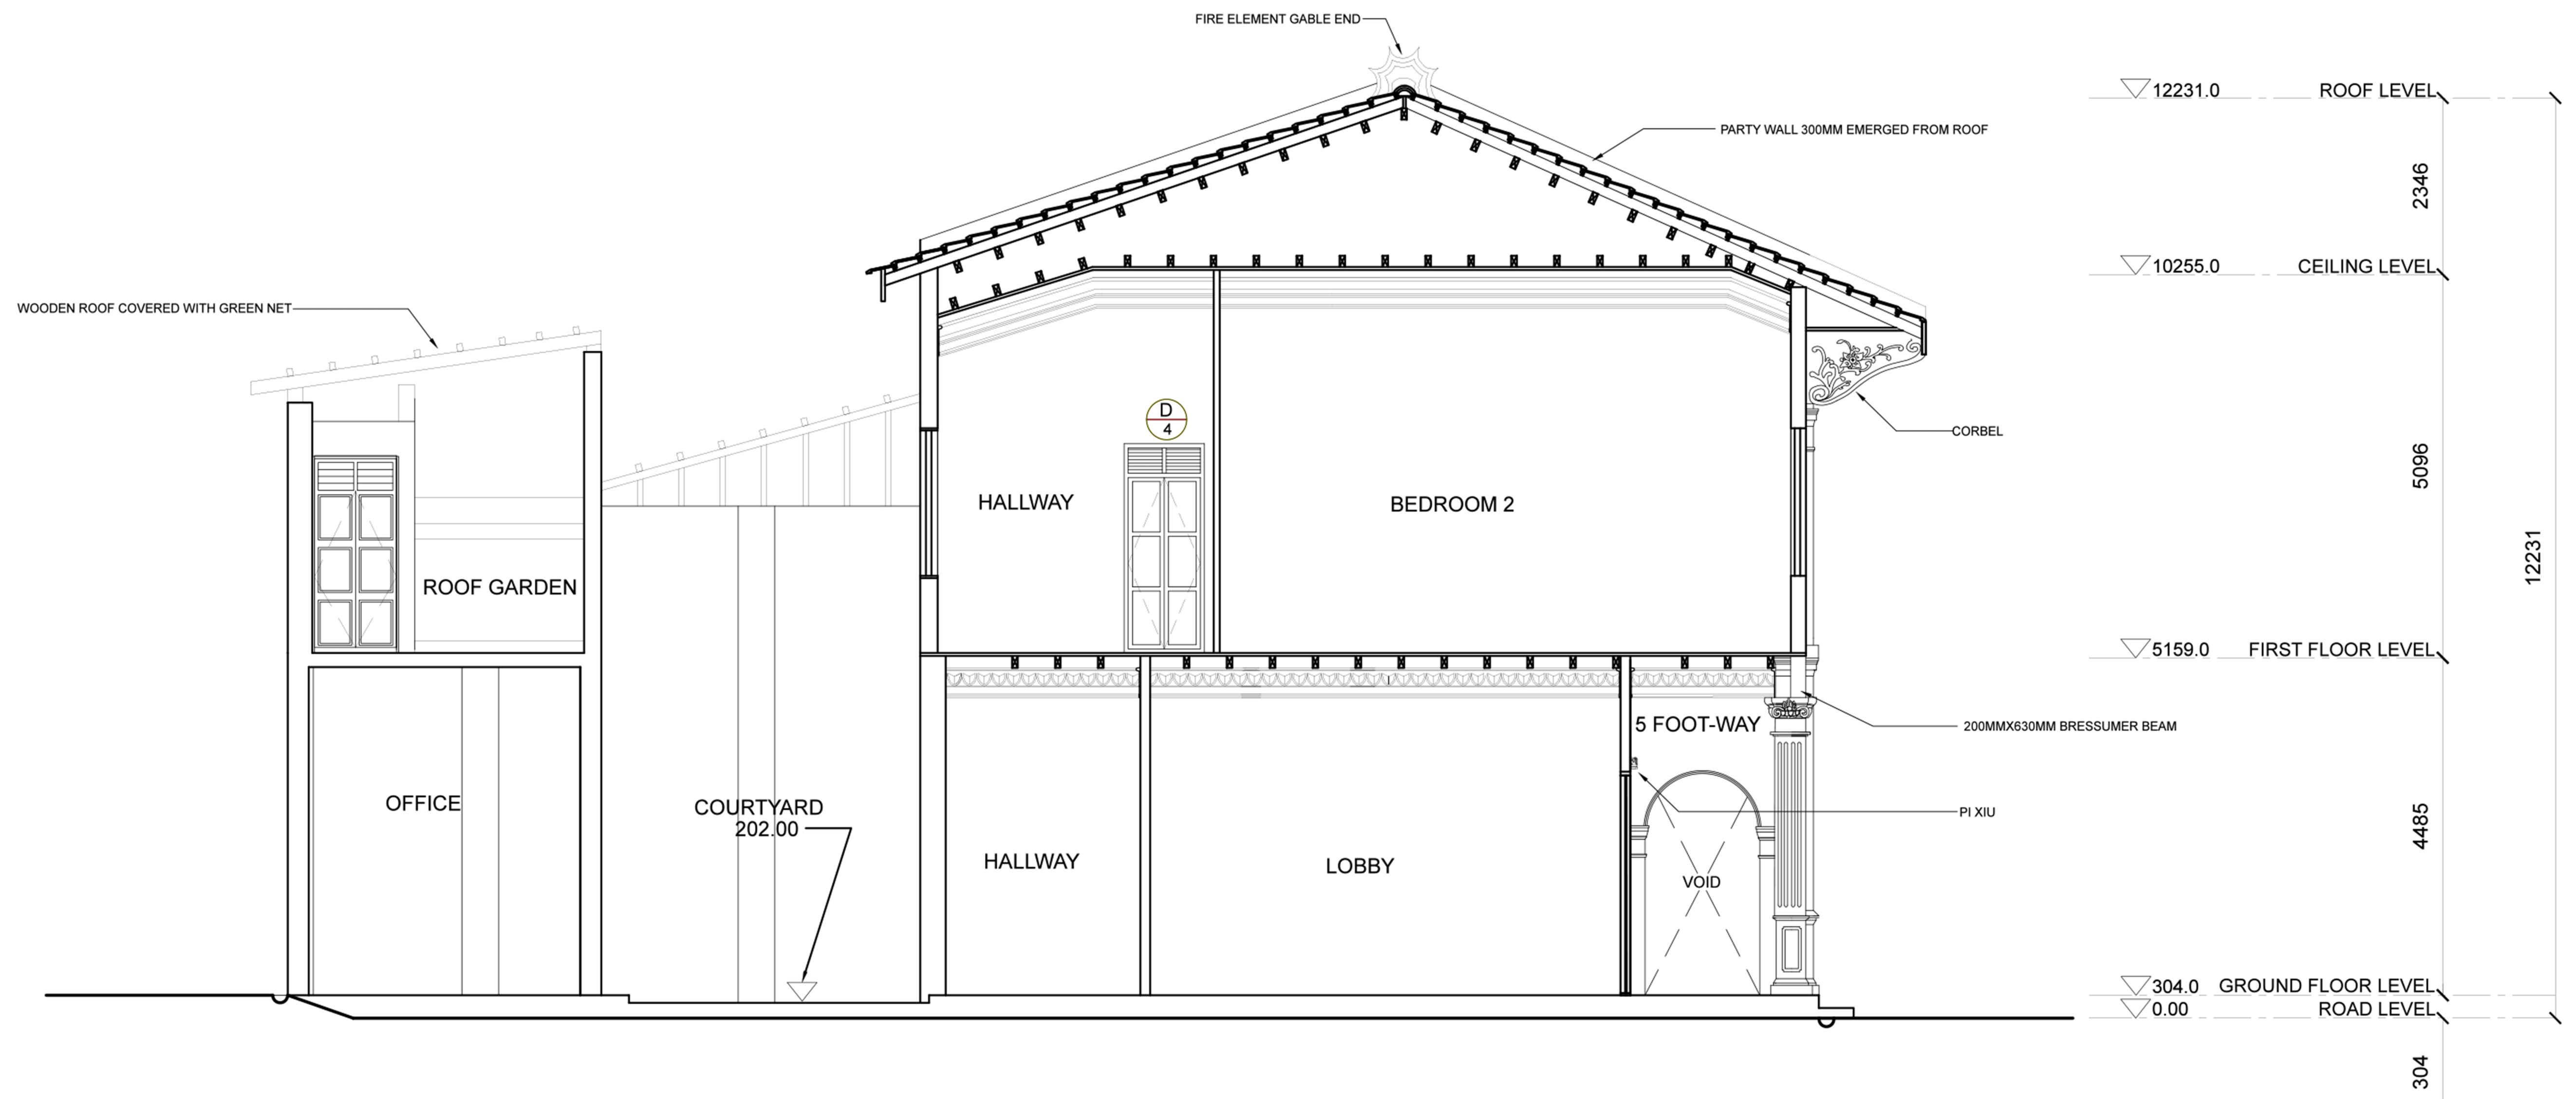 FIRE ELEMENT GABLE END
12231.0 ROOF LEVEL
PARTY WALL 300MM EMERGED FROM ROOF
2346
10255.0 CEILING LEVEL
WOODEN ROOF COVERED WITH GREEN NET
D
4
CORBEL
5096
HALLWAY
BEDROOM 2
12231
ROOF GARDEN
5159.0 FIRST FLOOR LEVEL
5 FOOT-WAY
200MMX630MM BRESSUMER BEAM
OFFICE
COURTYARD
202.00
PI XIU
4485
HALLWAY
LOBBY
VOID
304.0 GROUND FLOOR LEVEL
0.00 ROAD LEVEL
304